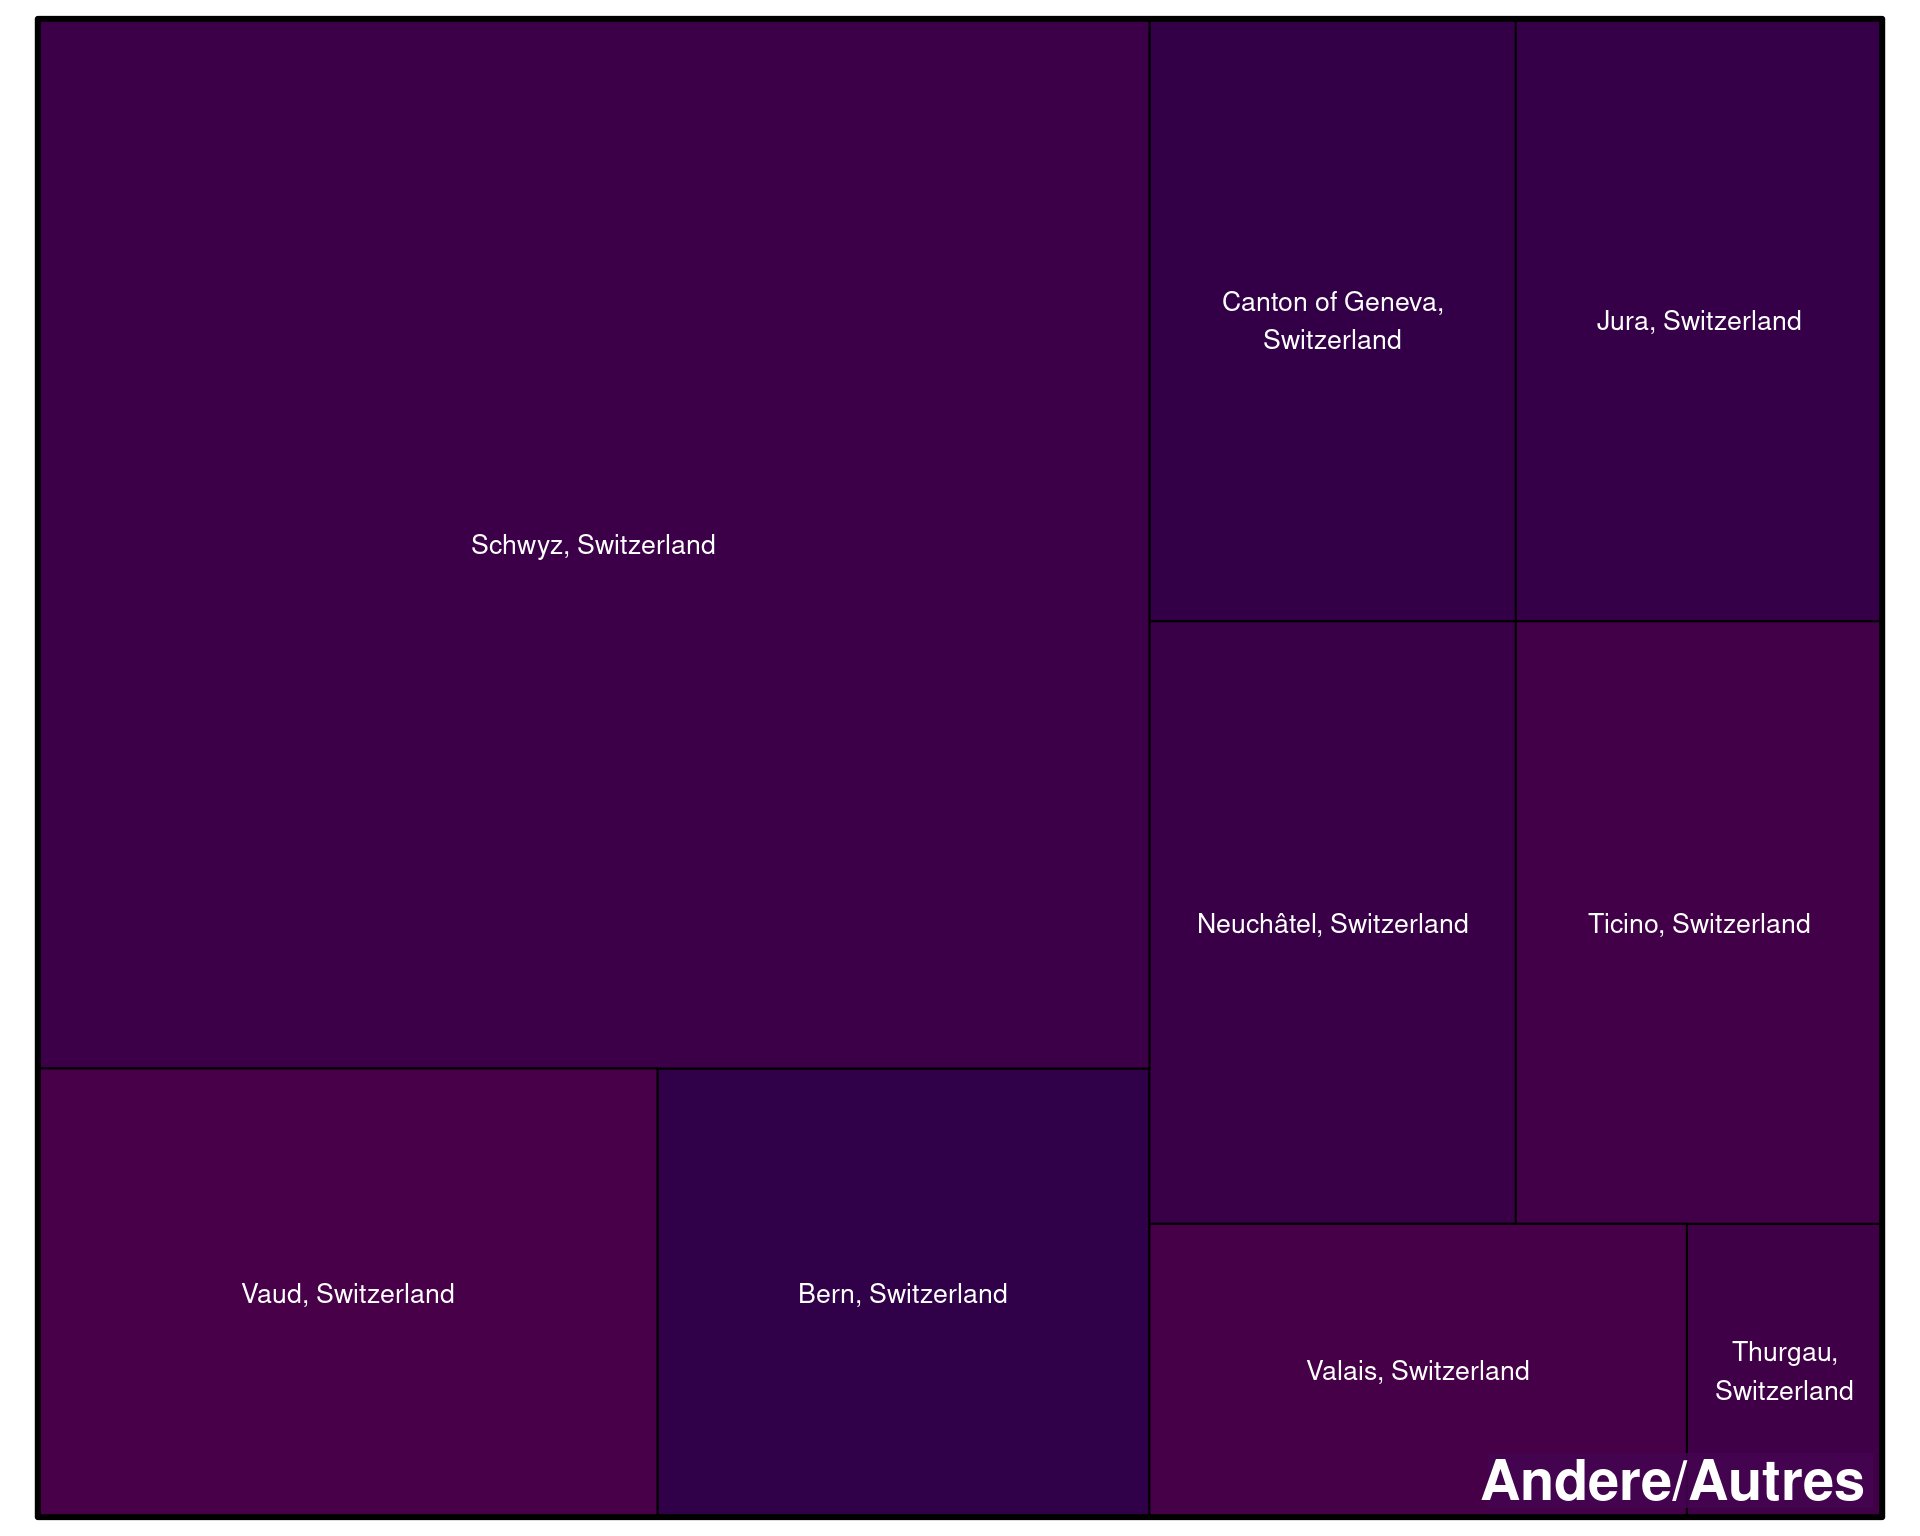 Schwyz, Switzerland
Canton of Geneva,
Switzerland
Jura, Switzerland
Neuchâtel, Switzerland
Ticino, Switzerland
Vaud, Switzerland
Bern, Switzerland
Valais, Switzerland
Thurgau,
Switzerland
Andere/Autres